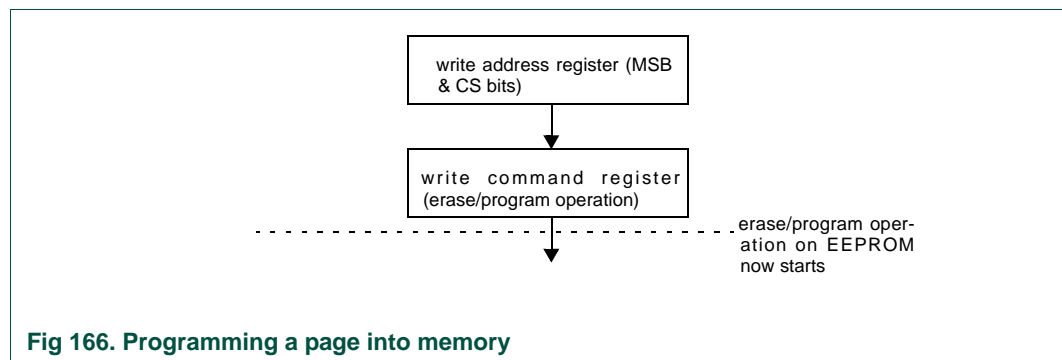 write address register (MSB
& CS bits)
write command register
(erase/program operation)
erase/program oper-
ation on EEPROM
now starts
Fig 166. Programming a page into memory